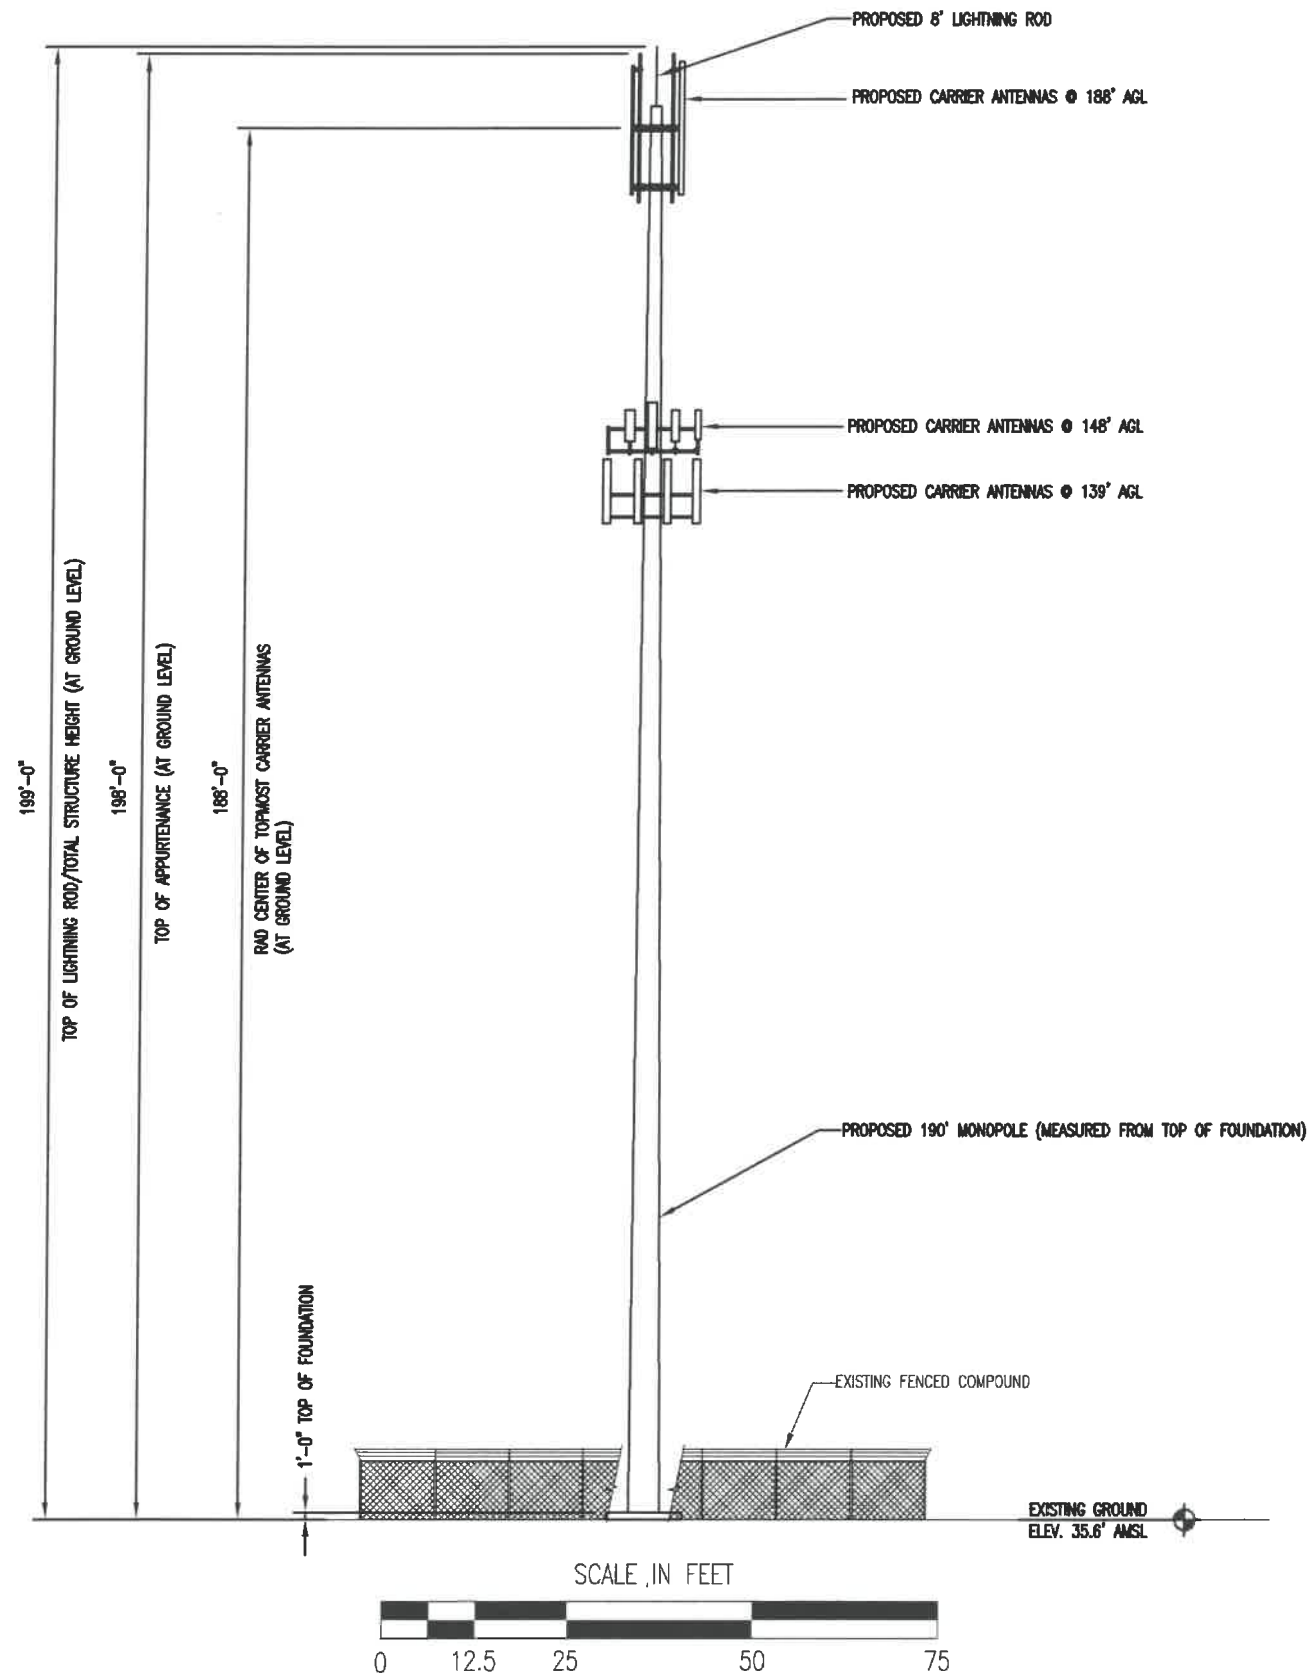 PROPOSED 8' LIGHTNING ROD
PROPOSED CARRIER ANTENNAS @ 188' AGL
PROPOSED CARRIER ANTENNAS @ 148' AGL
PROPOSED CARRIER ANTENNAS @ 139' AGL
199'-0"
TOP OF LIGHTNING ROD/TOTAL STRUCTURE HEIGHT (AT GROUND LEVEL)
198'-0"
TOP OF APPURTENANCE (AT GROUND LEVEL)
188'-0"
RAD CENTER OF TOPMOST CARRIER ANTENNAS
(AT GROUND LEVEL)
PROPOSED 190' MONOPOLE (MEASURED FROM TOP OF FOUNDATION)
1'-0" TOP OF FOUNDATION
EXISTING FENCED COMPOUND
EXISTING GROUND
ELEV. 35.6' AMSL
SCALE IN FEET
0 12.5 25 50 75